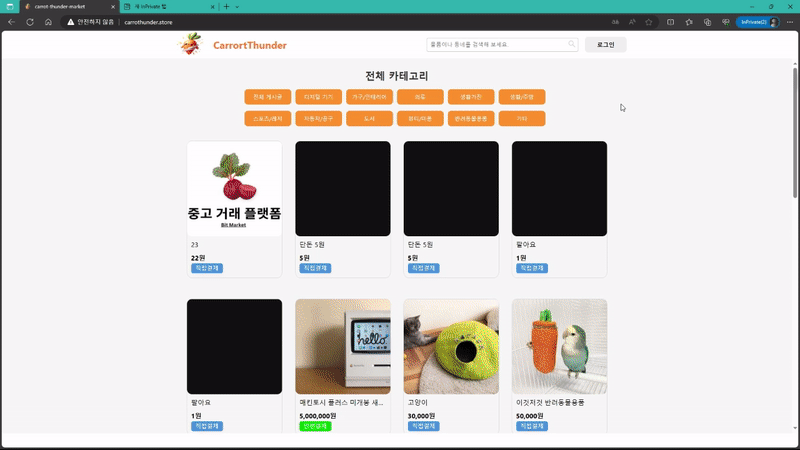 carrot-thunder-market
새 InPrivate 탭
안전하지 않음
carrothunder.store
InPrivate(2)
CarrortThunder
물품이나 동네를 검색해 보세요
로그인
전체 카테고리
전체 게시글
디지털 기기
가구/인테리어
의류
생활가전
생활/주방
스포츠/레저
자동차/공구
도서
뷰티/미용
반려동물용품
기타
중고 거래 플랫폼
Bit Market
23
22원
직접결제
단돈 5원
5원
직접결제
단돈 5원
5원
직접결제
팔아요
1원
직접결제
팔아요
1원
직접결제
hello
매킨토시 플러스 미개봉 새...
5,000,000원
안전결제
고양이
30,000원
직접결제
이것저것 반려동물용품
50,000원
직접결제